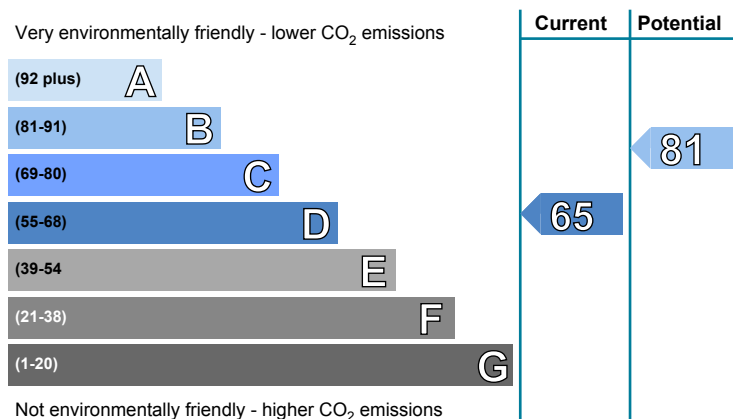 Very environmentally friendly - lower CO2 emissions
Current
Potential
(92 plus) A
(81-91) B
81
(69-80) C
(55-68) D
65
(39-54 E
(21-38) F
(1-20) G
Not environmentally friendly - higher CO2 emissions